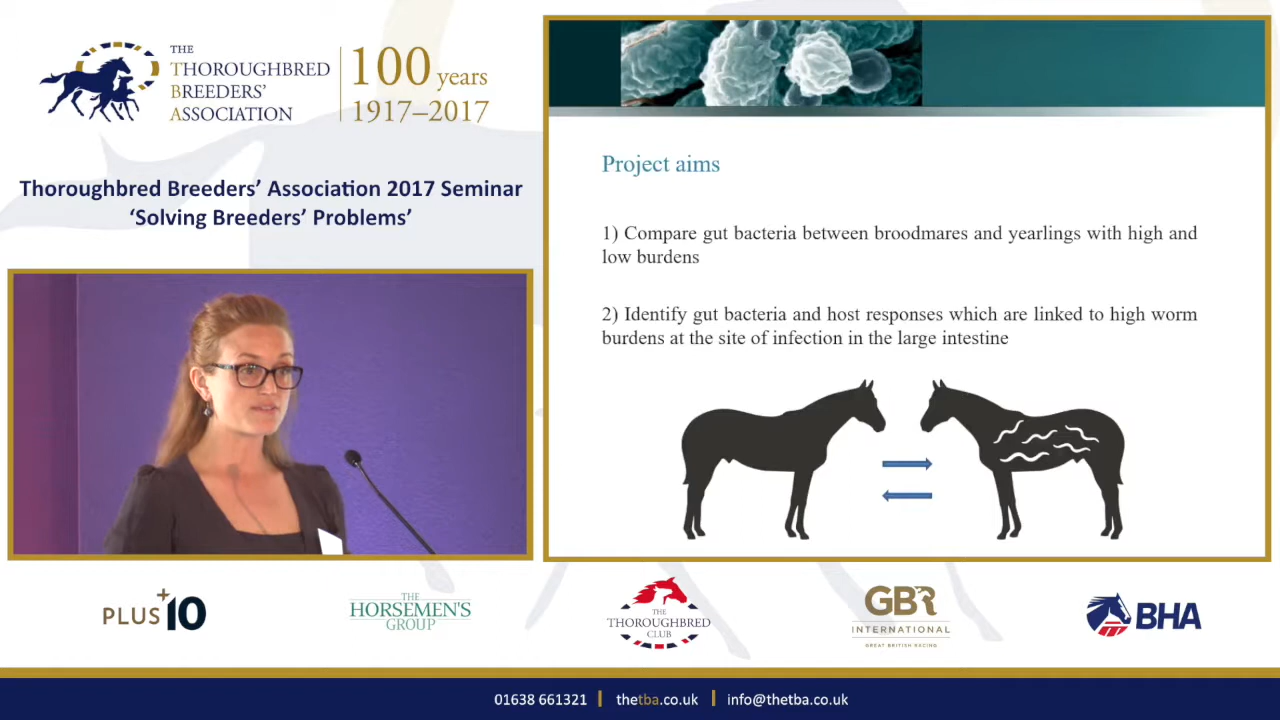 THE
THOROUGHBRED
BREEDERS'
ASSOCIATION
100 years
1917–2017
Thoroughbred Breeders' Association 2017 Seminar
'Solving Breeders' Problems'
Project aims
1) Compare gut bacteria between broodmares and yearlings with high and
low burdens
2) Identify gut bacteria and host responses which are linked to high worm
burdens at the site of infection in the large intestine
PLUS+10
THE
HORSEMEN'S
GROUP
THE
THOROUGHBRED
CLUB
GBR
INTERNATIONAL
GREAT BRITISH RACING
BHA
01638 661321 | thetba.co.uk | info@thetba.co.uk